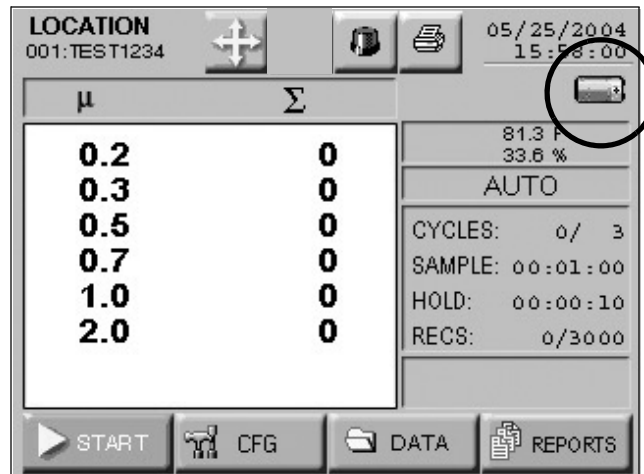 LOCATION
001:TEST1234
05/25/2004
15:58:00
μ Σ
81.3 F
33.6 %
0.2 0
0.3 0
0.5 0
0.7 0
1.0 0
2.0 0
AUTO
CYCLES: 0/ 3
SAMPLE: 00:01:00
HOLD: 00:00:10
RECS: 0/3000
START
CFG
DATA
REPORTS